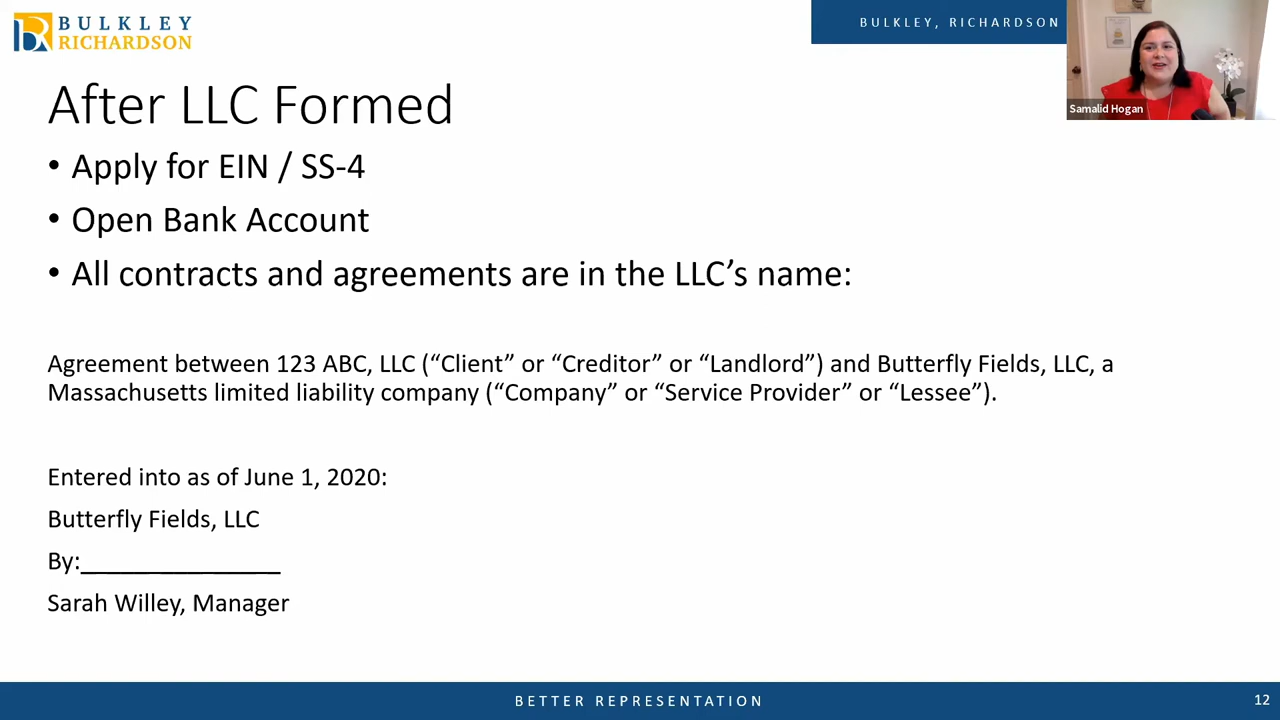 BULKLEY
RICHARDSON
BULKLEY, RICHARDSON
Samalid Hogan
After LLC Formed
• Apply for EIN / SS-4
• Open Bank Account
• All contracts and agreements are in the LLC’s name:
Agreement between 123 ABC, LLC (“Client” or “Creditor” or “Landlord”) and Butterfly Fields, LLC, a
Massachusetts limited liability company (“Company” or “Service Provider” or “Lessee”).
Entered into as of June 1, 2020:
Butterfly Fields, LLC
By:_______________
Sarah Willey, Manager
BETTER REPRESENTATION
12